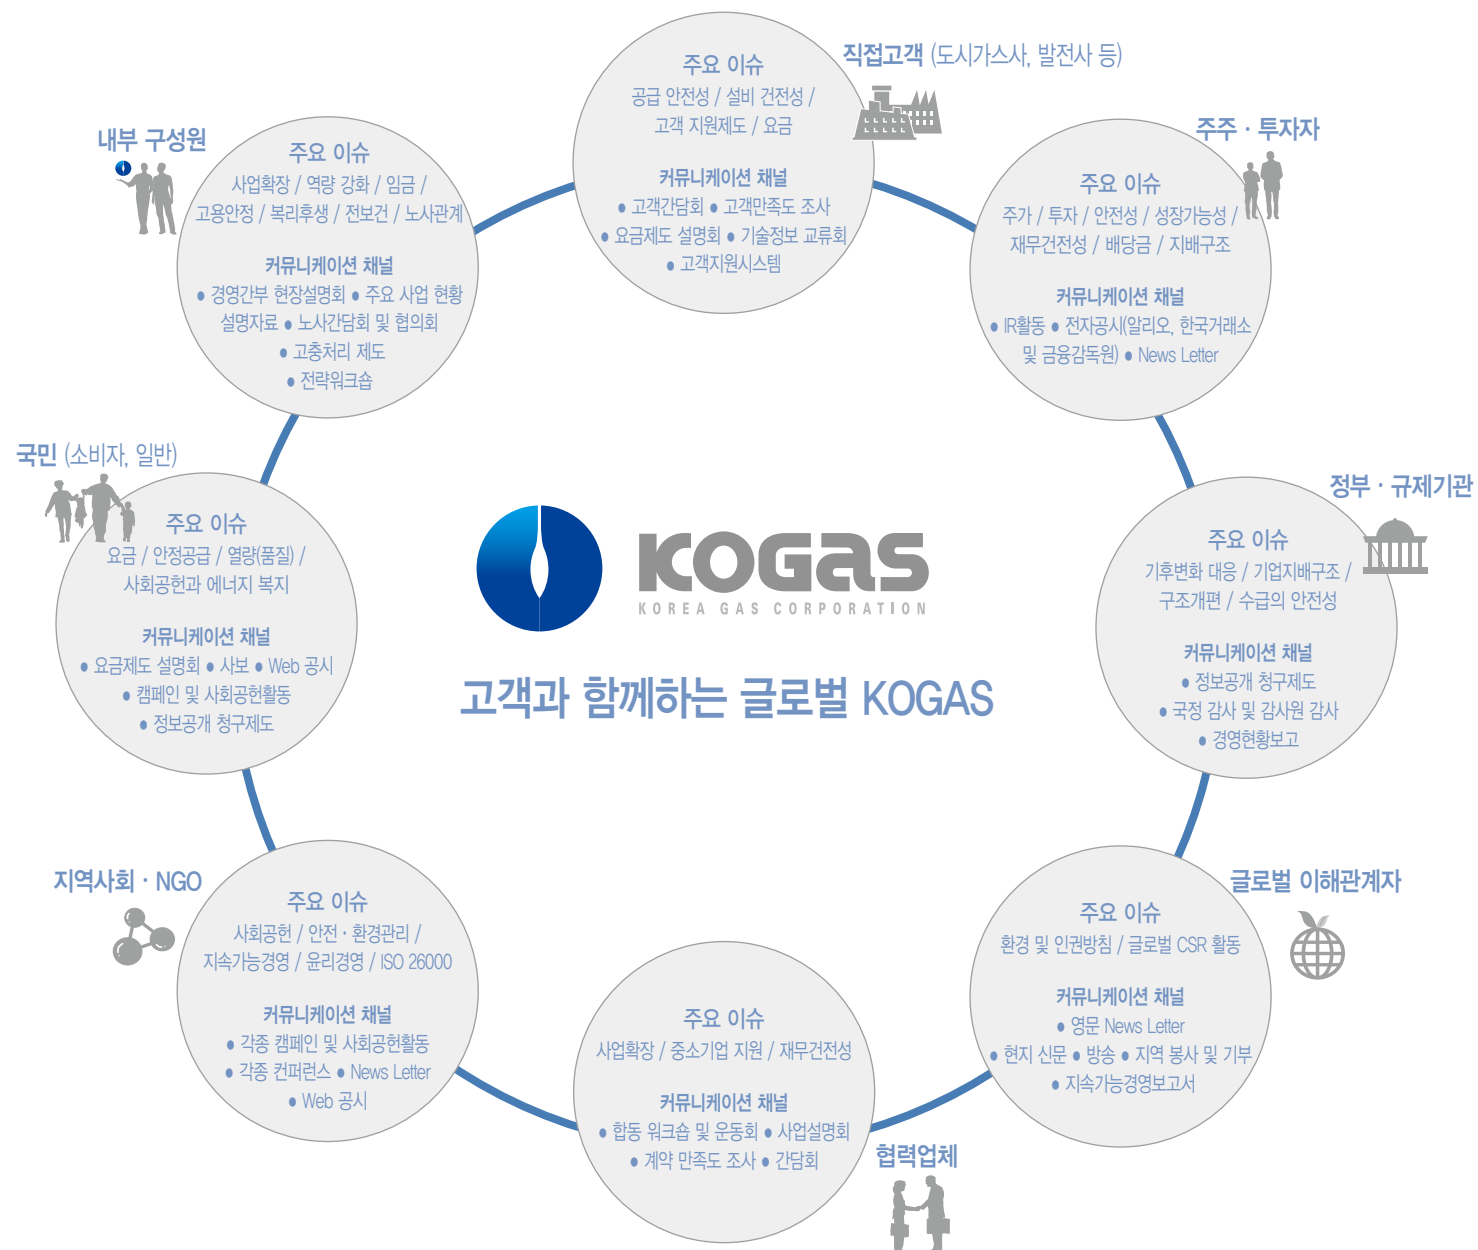 직접고객 (도시가스사, 발전사 등)
주요 이슈
공급 안전성 / 설비 건전성 /
고객 지원제도 / 요금
커뮤니케이션 채널
● 고객간담회 ● 고객만족도 조사
● 요금제도 설명회 ● 기술정보 교류회
● 고객지원시스템
주주 · 투자자
주요 이슈
주가 / 투자 / 안전성 / 성장가능성 /
재무건전성 / 배당금 / 지배구조
커뮤니케이션 채널
● IR활동 ● 전자공시(알리오, 한국거래소
및 금융감독원) ● News Letter
정부 · 규제기관
주요 이슈
기후변화 대응 / 기업지배구조 /
구조개편 / 수급의 안전성
커뮤니케이션 채널
● 정보공개 청구제도
● 국정 감사 및 감사원 감사
● 경영현황보고
글로벌 이해관계자
주요 이슈
환경 및 인권방침 / 글로벌 CSR 활동
커뮤니케이션 채널
● 영문 News Letter
● 현지 신문 ● 방송 ● 지역 봉사 및 기부
● 지속가능경영보고서
협력업체
주요 이슈
사업확장 / 중소기업 지원 / 재무건전성
커뮤니케이션 채널
● 합동 워크숍 및 운동회 ● 사업설명회
● 계약 만족도 조사 ● 간담회
지역사회 · NGO
주요 이슈
사회공헌 / 안전 · 환경관리 /
지속가능경영 / 윤리경영 / ISO 26000
커뮤니케이션 채널
● 각종 캠페인 및 사회공헌활동
● 각종 컨퍼런스 ● News Letter
● Web 공시
국민 (소비자, 일반)
주요 이슈
요금 / 안정공급 / 열량(품질) /
사회공헌과 에너지 복지
커뮤니케이션 채널
● 요금제도 설명회 ● 사보 ● Web 공시
● 캠페인 및 사회공헌활동
● 정보공개 청구제도
내부 구성원
주요 이슈
사업확장 / 역량 강화 / 임금 /
고용안정 / 복리후생 / 전보건 / 노사관계
커뮤니케이션 채널
● 경영간부 현장설명회 ● 주요 사업 현황
설명자료 ● 노사간담회 및 협의회
● 고충처리 제도
● 전략워크숍
KOGAS
KOREA GAS CORPORATION
고객과 함께하는 글로벌 KOGAS